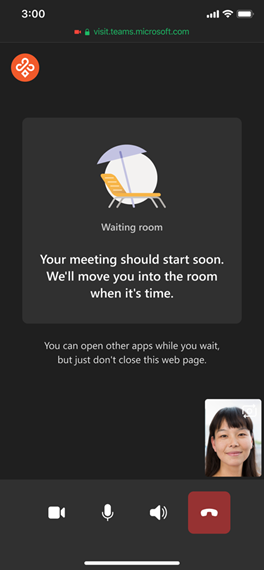 3:00
visit.teams.microsoft.com
Waiting room
Your meeting should start soon.
We'll move you into the room
when it's time.
You can open other apps while you wait,
but just don't close this web page.